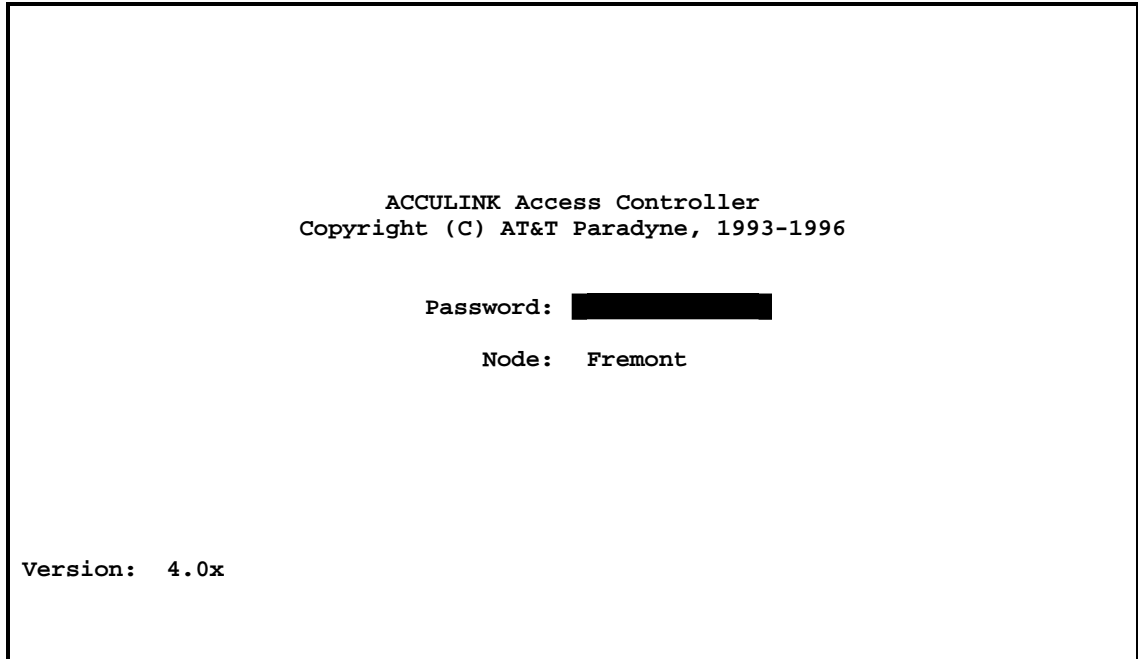 ACCULINK Access Controller
Copyright (C) AT&T Paradyne, 1993-1996
Password:
Node: Fremont
Version: 4.0x